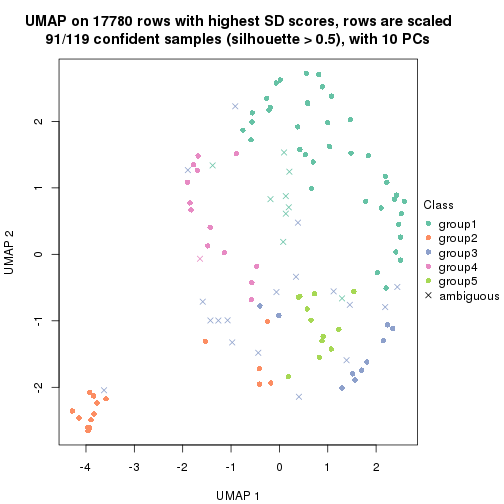 UMAP on 17780 rows with highest SD scores, rows are scaled
91/119 confident samples (silhouette > 0.5), with 10 PCs
2
1
0
-1
-2
UMAP 2
-4
-3
-2
-1
0
1
2
UMAP 1
Class
group1
group2
group3
group4
group5
ambiguous